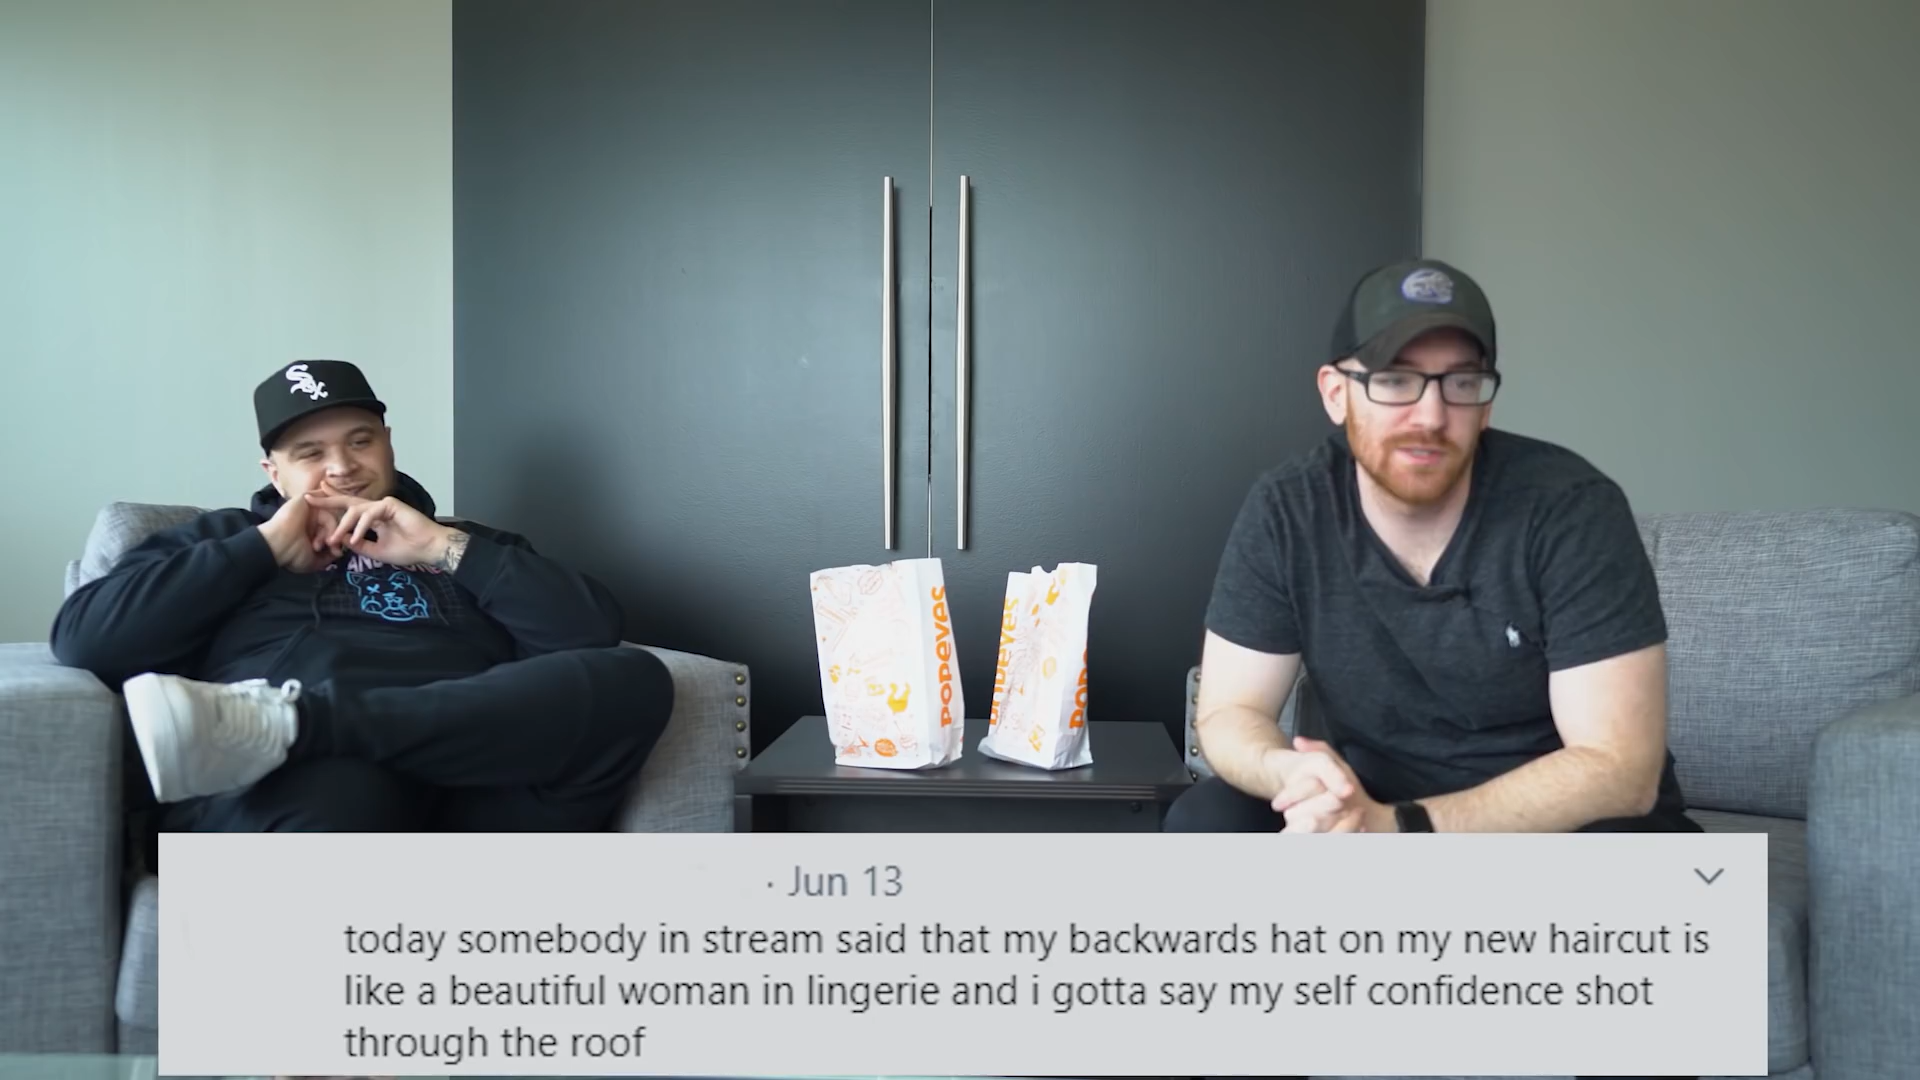 Sox
POPEYES
POPEYES
· Jun 13
today somebody in stream said that my backwards hat on my new haircut is
like a beautiful woman in lingerie and i gotta say my self confidence shot
through the roof